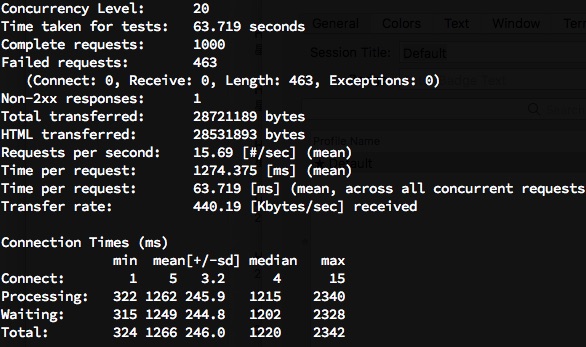 Concurrency Level:      20
Time taken for tests:   63.719 seconds
Complete requests:      1000
Failed requests:        463
   (Connect: 0, Receive: 0, Length: 463, Exceptions: 0)
Non-2xx responses:      1
Total transferred:      28721189 bytes
HTML transferred:       28531893 bytes
Requests per second:    15.69 [#/sec] (mean)
Time per request:       1274.375 [ms] (mean)
Time per request:       63.719 [ms] (mean, across all concurrent requests
Transfer rate:          440.19 [Kbytes/sec] received

Connection Times (ms)
              min  mean[+/-sd] median   max
Connect:        1    5   3.2      4      15
Processing:   322 1262 245.9   1215    2340
Waiting:      315 1249 244.8   1202    2328
Total:        324 1266 246.0   1220    2342
General Colors Text Window
Session Title: Default
Profile Name
Default